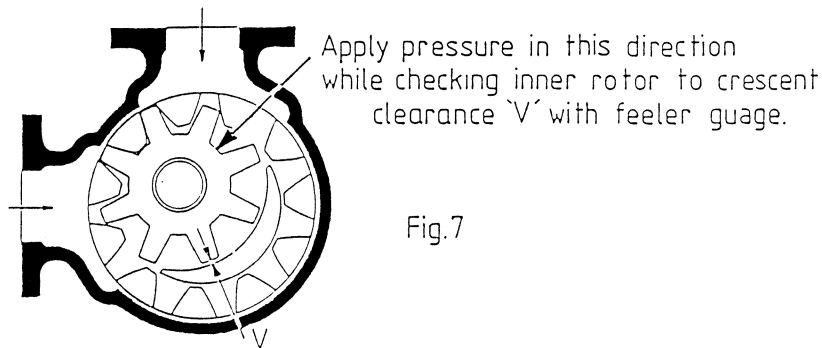 Apply pressure in this direction
while checking inner rotor to crescent
clearance `V´ with feeler guage.
Fig.7
V